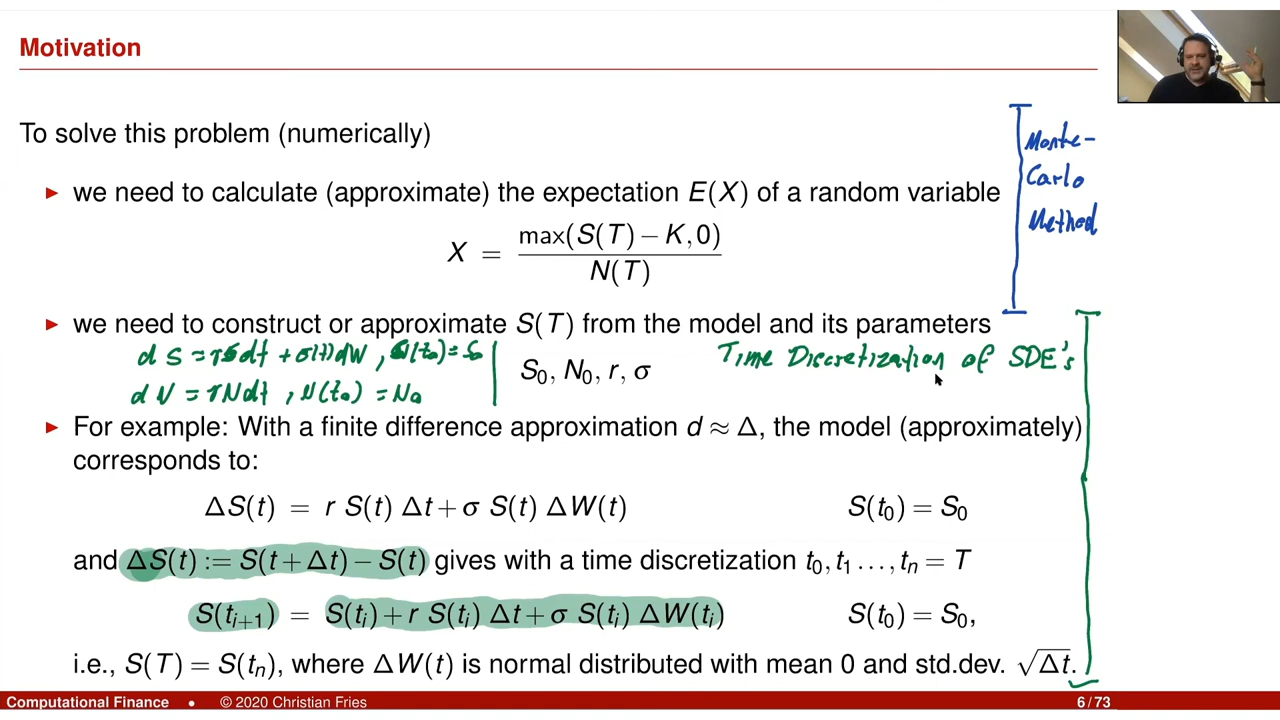 Motivation
To solve this problem (numerically)
▶ we need to calculate (approximate) the expectation E(X) of a random variable
X = max(S(T) − K, 0) / N(T)
Monte-
Carlo
Method
▶ we need to construct or approximate S(T) from the model and its parameters
d S = r S dt + σ(t) dW , S(t₀) = S₀
d N = r N dt , N(t₀) = N₀
S₀, N₀, r, σ
Time Discretization of SDE's
▶ For example: With a finite difference approximation d ≈ Δ, the model (approximately)
corresponds to:
ΔS(t) = r S(t) Δt + σ S(t) ΔW(t) S(t₀) = S₀
and ΔS(t) := S(t + Δt) − S(t) gives with a time discretization t₀, t₁ …, tₙ = T
S(tᵢ₊₁) = S(tᵢ) + r S(tᵢ) Δt + σ S(tᵢ) ΔW(tᵢ) S(t₀) = S₀,
i.e., S(T) = S(tₙ), where ΔW(t) is normal distributed with mean 0 and std.dev. √Δt.
Computational Finance • © 2020 Christian Fries 6 / 73